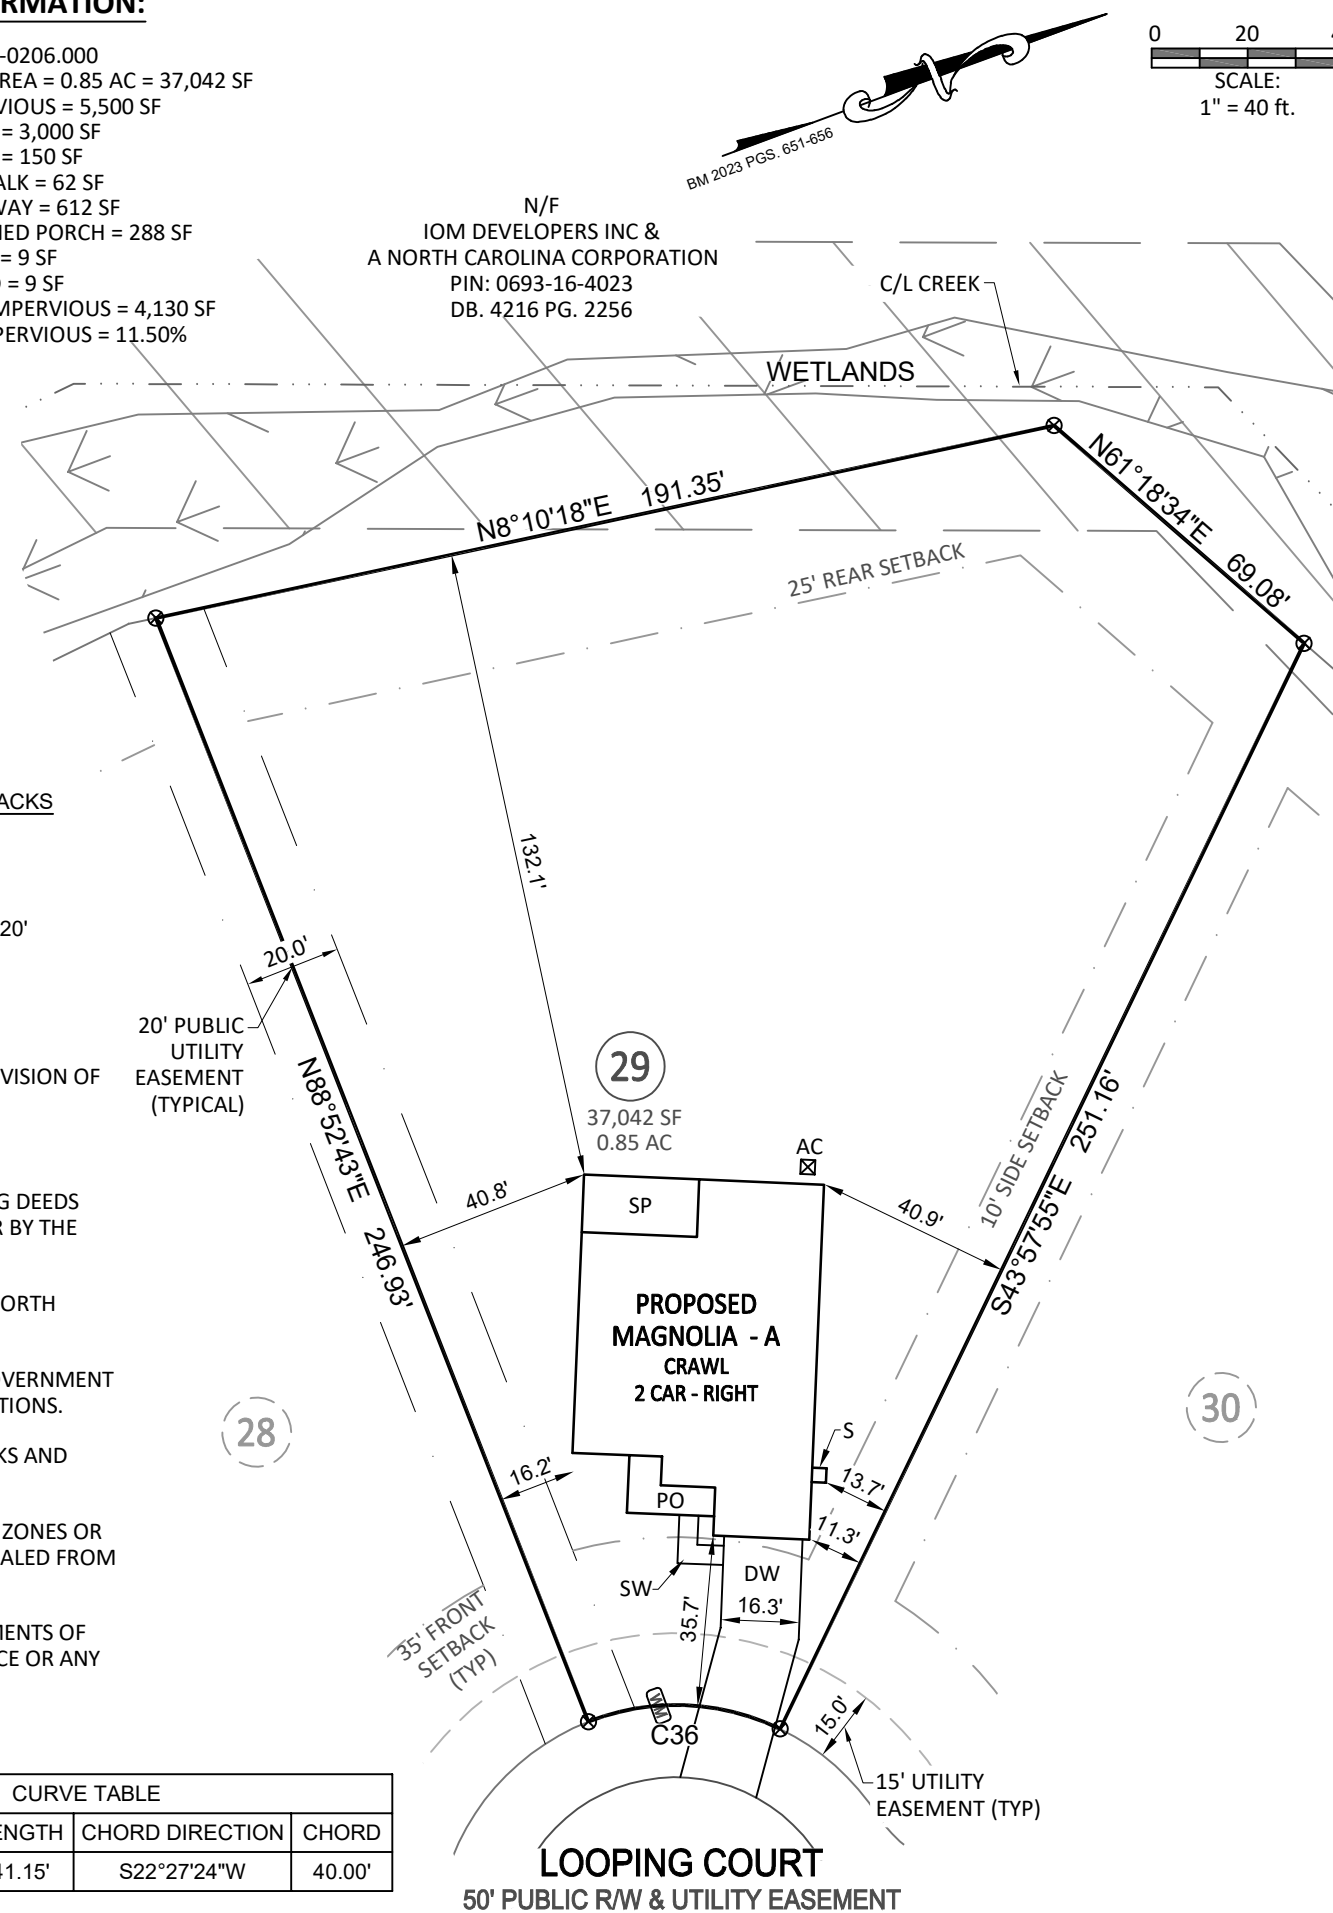 RMATION:
-0206.000
REA = 0.85 AC = 37,042 SF
VIOUS = 5,500 SF
= 3,000 SF
= 150 SF
ALK = 62 SF
WAY = 612 SF
NED PORCH = 288 SF
= 9 SF
= 9 SF
MPERVIOUS = 4,130 SF
PERVIOUS = 11.50%
BM 2023 PGS. 651-656
0 20
SCALE:
1" = 40 ft.
N/F
IOM DEVELOPERS INC &
A NORTH CAROLINA CORPORATION
PIN: 0693-16-4023
DB. 4216 PG. 2256
C/L CREEK
WETLANDS
N8°10'18"E 191.35'
N61°18'34"E 69.08'
25' REAR SETBACK
ACKS
132.1'
20'
20.0'
20' PUBLIC
UTILITY
EASEMENT
(TYPICAL)
VISION OF
29
37,042 SF
0.85 AC
N88°52'43"E 246.93'
10' SIDE SETBACK
S43°57'55"E 251.16'
AC
G DEEDS
R BY THE
40.8'
SP
40.9'
ORTH
PROPOSED
MAGNOLIA - A
CRAWL
2 CAR - RIGHT
OVERNMENT
TIONS.
28
30
KS AND
S
16.2'
13.7'
PO
11.3'
ZONES OR
ALED FROM
SW
DW
16.3'
35.7'
35' FRONT
SETBACK
(TYP)
MENTS OF
CE OR ANY
WM
C36
15.0'
15' UTILITY
EASEMENT (TYP)
CURVE TABLE
ENGTH CHORD DIRECTION CHORD
41.15' S22°27'24"W 40.00'
LOOPING COURT
50' PUBLIC R/W & UTILITY EASEMENT